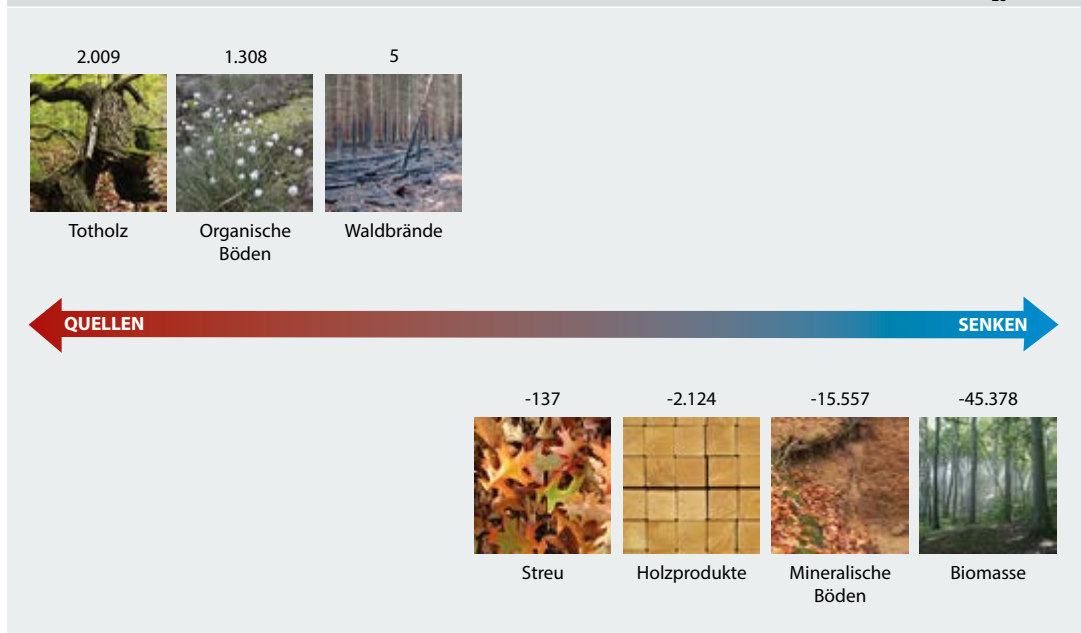 2.009 1.308 5
Totholz Organische Böden Waldbrände
QUELLEN SENKEN
-137 -2.124 -15.557 -45.378
Streu Holzprodukte Mineralische Böden Biomasse